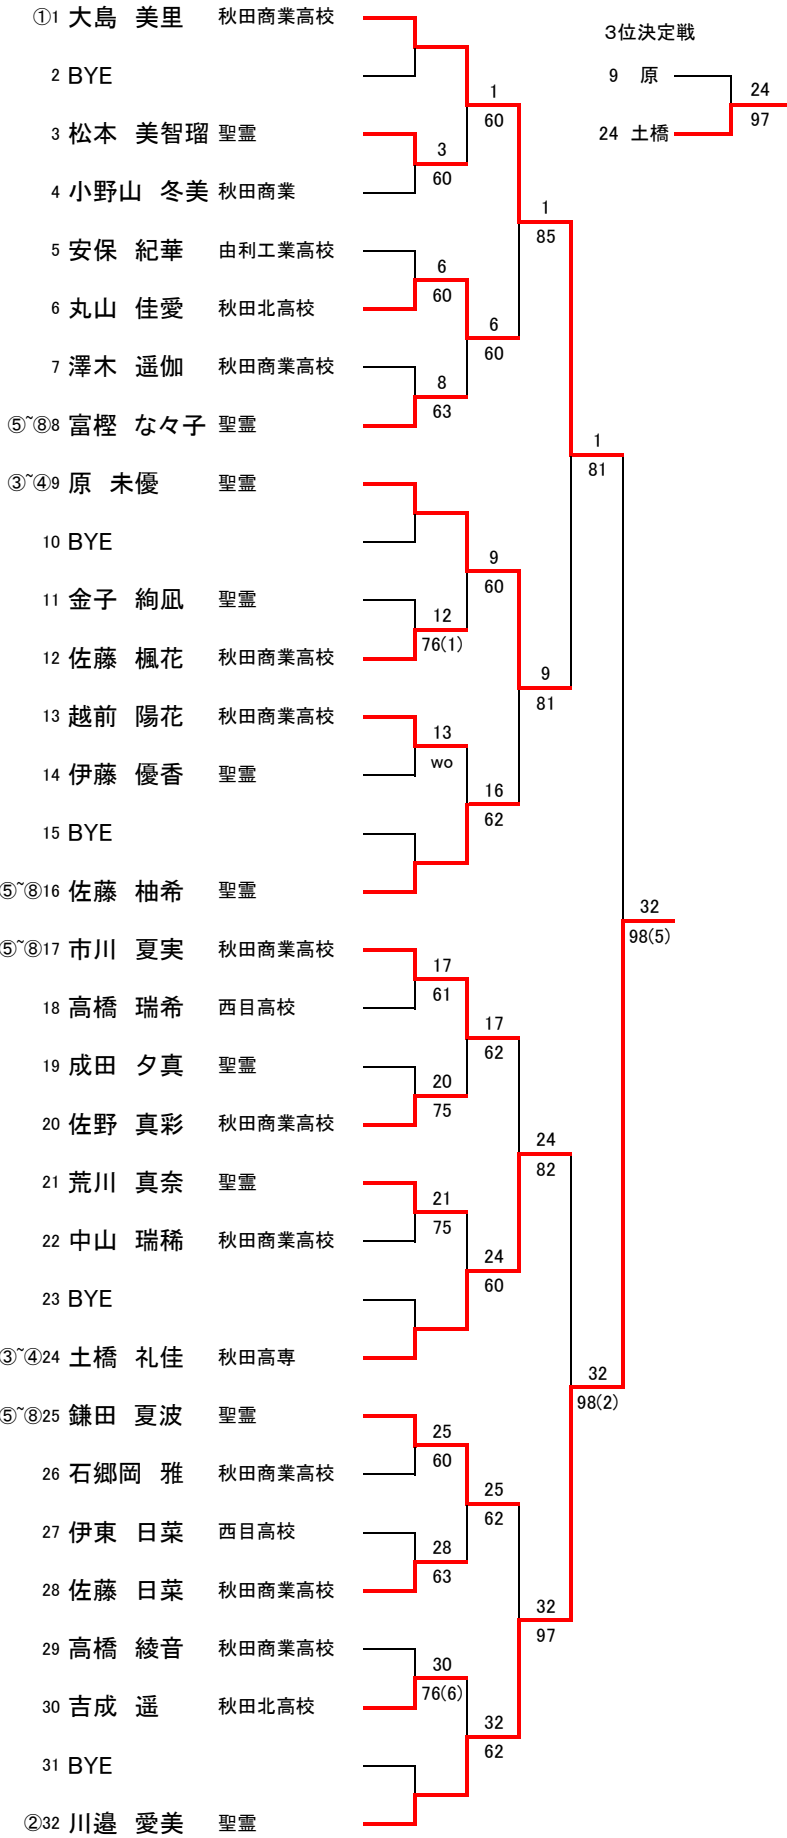 ①1 大島 美里 秋田商業高校
2 BYE
3 松本 美智瑠 聖霊
4 小野山 冬美 秋田商業
5 安保 紀華 由利工業高校
6 丸山 佳愛 秋田北高校
7 澤木 遥伽 秋田商業高校
⑤~⑧8 富樫 な々子 聖霊
③~④9 原 未優 聖霊
10 BYE
11 金子 絢凪 聖霊
12 佐藤 楓花 秋田商業高校
13 越前 陽花 秋田商業高校
14 伊藤 優香 聖霊
15 BYE
⑤~⑧16 佐藤 柚希 聖霊
⑤~⑧17 市川 夏実 秋田商業高校
18 高橋 瑞希 西目高校
19 成田 夕真 聖霊
20 佐野 真彩 秋田商業高校
21 荒川 真奈 聖霊
22 中山 瑞稀 秋田商業高校
23 BYE
③~④24 土橋 礼佳 秋田高専
⑤~⑧25 鎌田 夏波 聖霊
26 石郷岡 雅 秋田商業高校
27 伊東 日菜 西目高校
28 佐藤 日菜 秋田商業高校
29 高橋 綾音 秋田商業高校
30 吉成 遥 秋田北高校
31 BYE
②32 川邉 愛美 聖霊
3
60
6
60
8
63
12
76(1)
13
wo
17
61
20
75
21
75
25
60
28
63
30
76(6)
1
60
6
60
9
60
16
62
17
62
24
60
25
62
32
62
1
85
9
81
24
82
32
97
1
81
32
98(2)
32
98(5)
3位決定戦
9 原
24 土橋
24
97